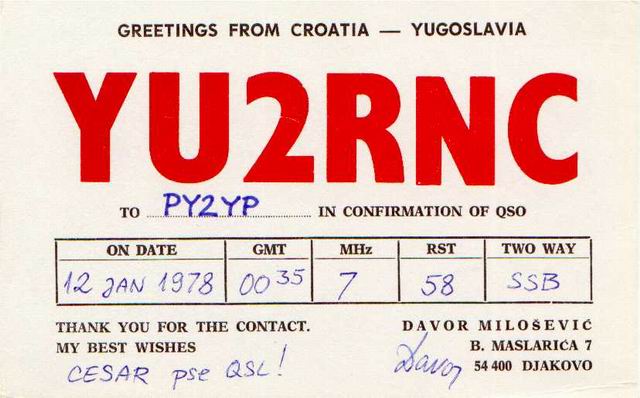 GREETINGS FROM CROATIA — YUGOSLAVIA
YU2RNC
TO PY2YP IN CONFIRMATION OF QSO
ON DATE GMT MHz RST TWO WAY
12 JAN 1978 0035 7 58 SSB
THANK YOU FOR THE CONTACT.
MY BEST WISHES
CESAR pse QSL!
DAVOR MILOŠEVIĆ
B. MASLARIĆA 7
Davor 54 400 DJAKOVO